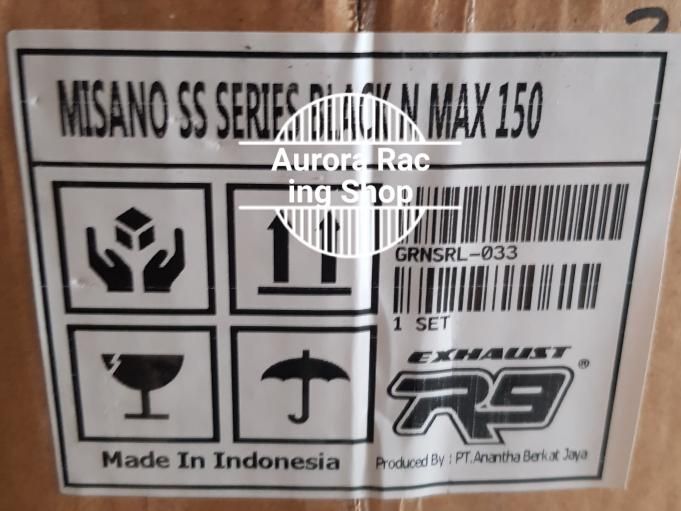 MISANO SS SERIES BLACK N MAX 150
Aurora Rac
ing Shop
GRNSRL-033
1 SET
EXHAUST
R9®
Made In Indonesia
Produced By : PT.Anantha Berkat Jaya